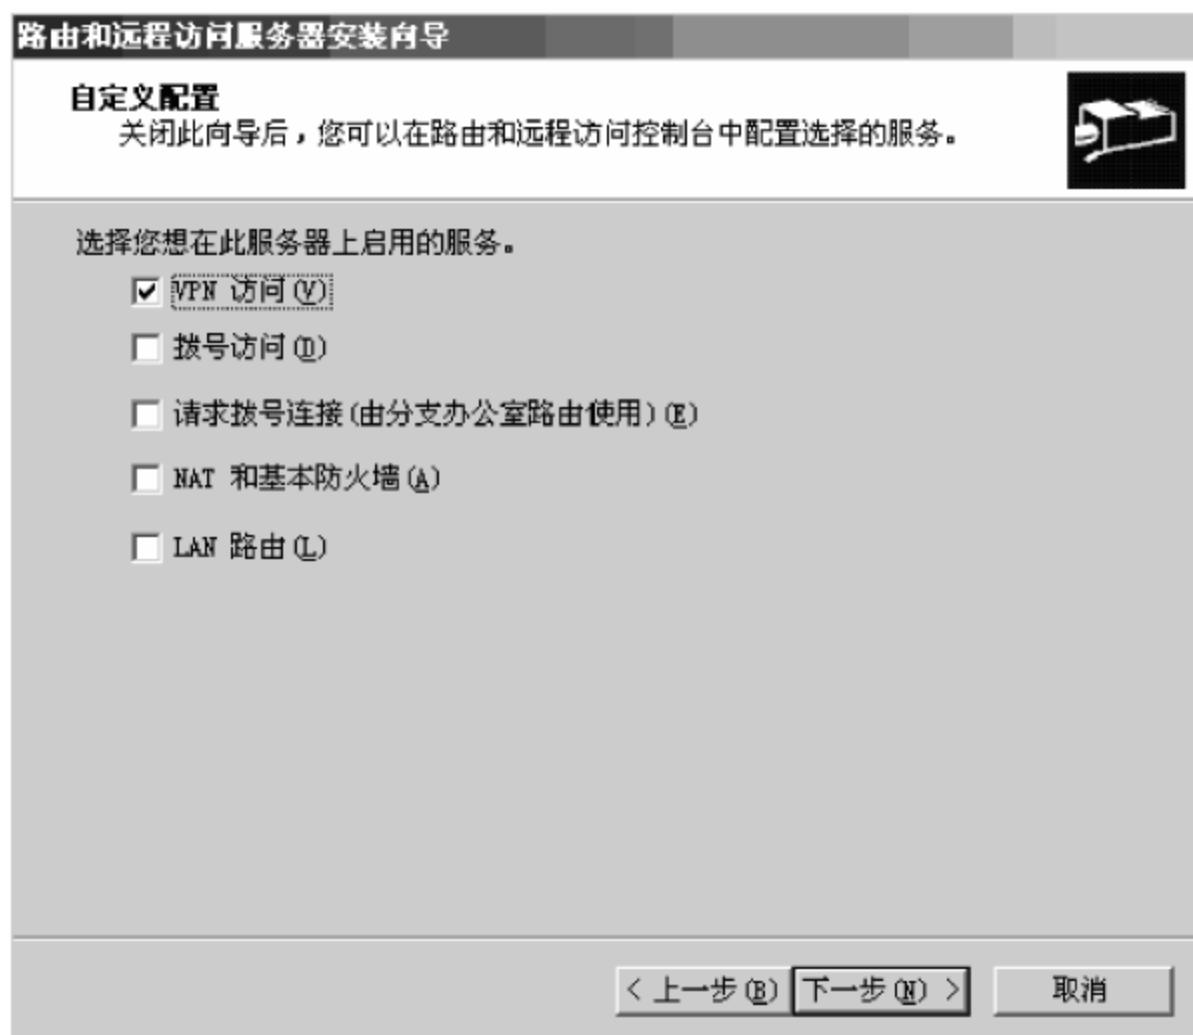 路由和远程访问服务器安装向导
自定义配置
关闭此向导后，您可以在路由和远程访问控制台中配置选择的服务。
选择您想在此服务器上启用的服务。
VPN 访问(V)
拨号访问(D)
请求拨号连接(由分支办公室路由使用)(E)
NAT 和基本防火墙(A)
LAN 路由(L)
< 上一步(B) 下一步(N) > 取消